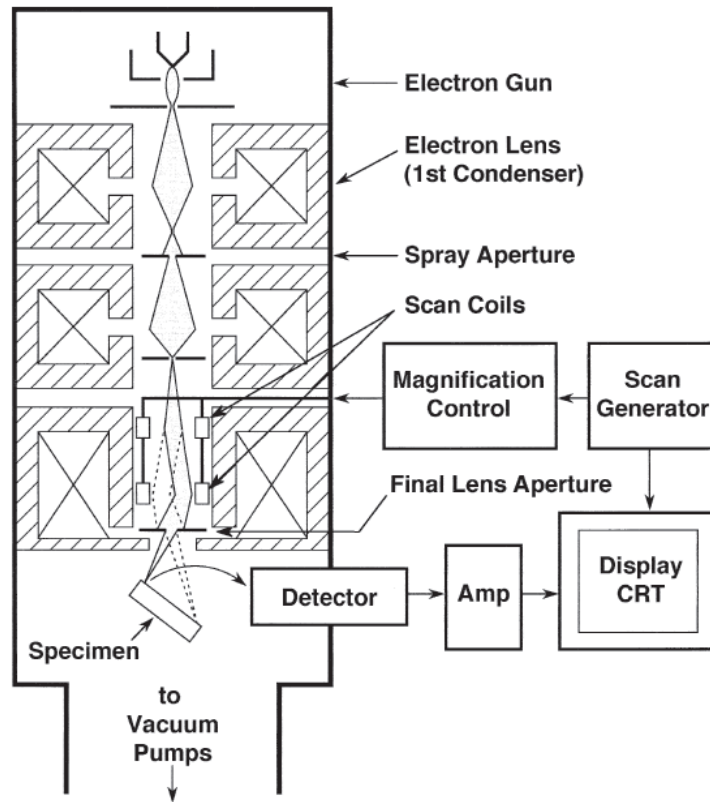 Electron Gun
Electron Lens
(1st Condenser)
Spray Aperture
Scan Coils
Magnification
Control
Scan
Generator
Final Lens Aperture
Display
CRT
Detector
Amp
Specimen
to
Vacuum
Pumps